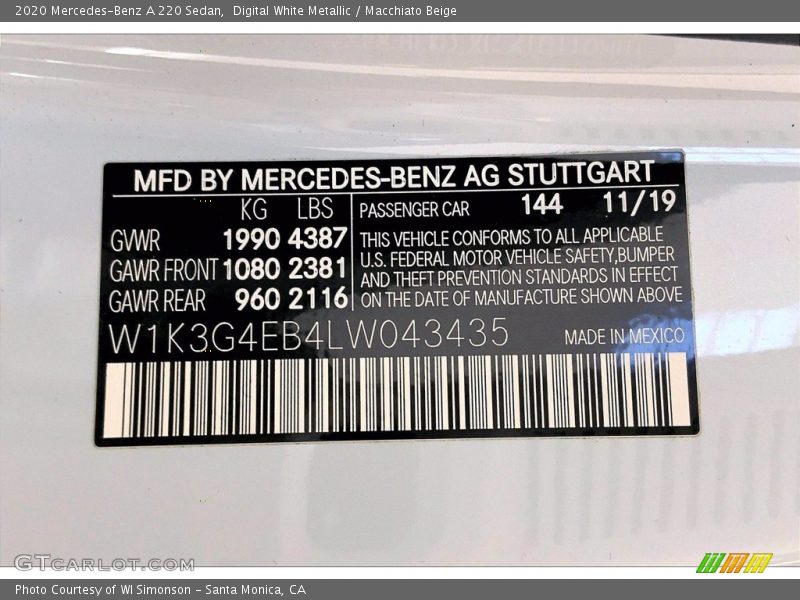 2020 Mercedes-Benz A 220 Sedan, Digital White Metallic / Macchiato Beige
MFD BY MERCEDES-BENZ AG STUTTGART
KG LBS PASSENGER CAR 144 11/19
GVWR 1990 4387
GAWR FRONT 1080 2381
GAWR REAR 960 2116
THIS VEHICLE CONFORMS TO ALL APPLICABLE
U.S. FEDERAL MOTOR VEHICLE SAFETY,BUMPER
AND THEFT PREVENTION STANDARDS IN EFFECT
ON THE DATE OF MANUFACTURE SHOWN ABOVE
W1K3G4EB4LW043435 MADE IN MEXICO
GTCARLOT.COM
Photo Courtesy of WI Simonson - Santa Monica, CA